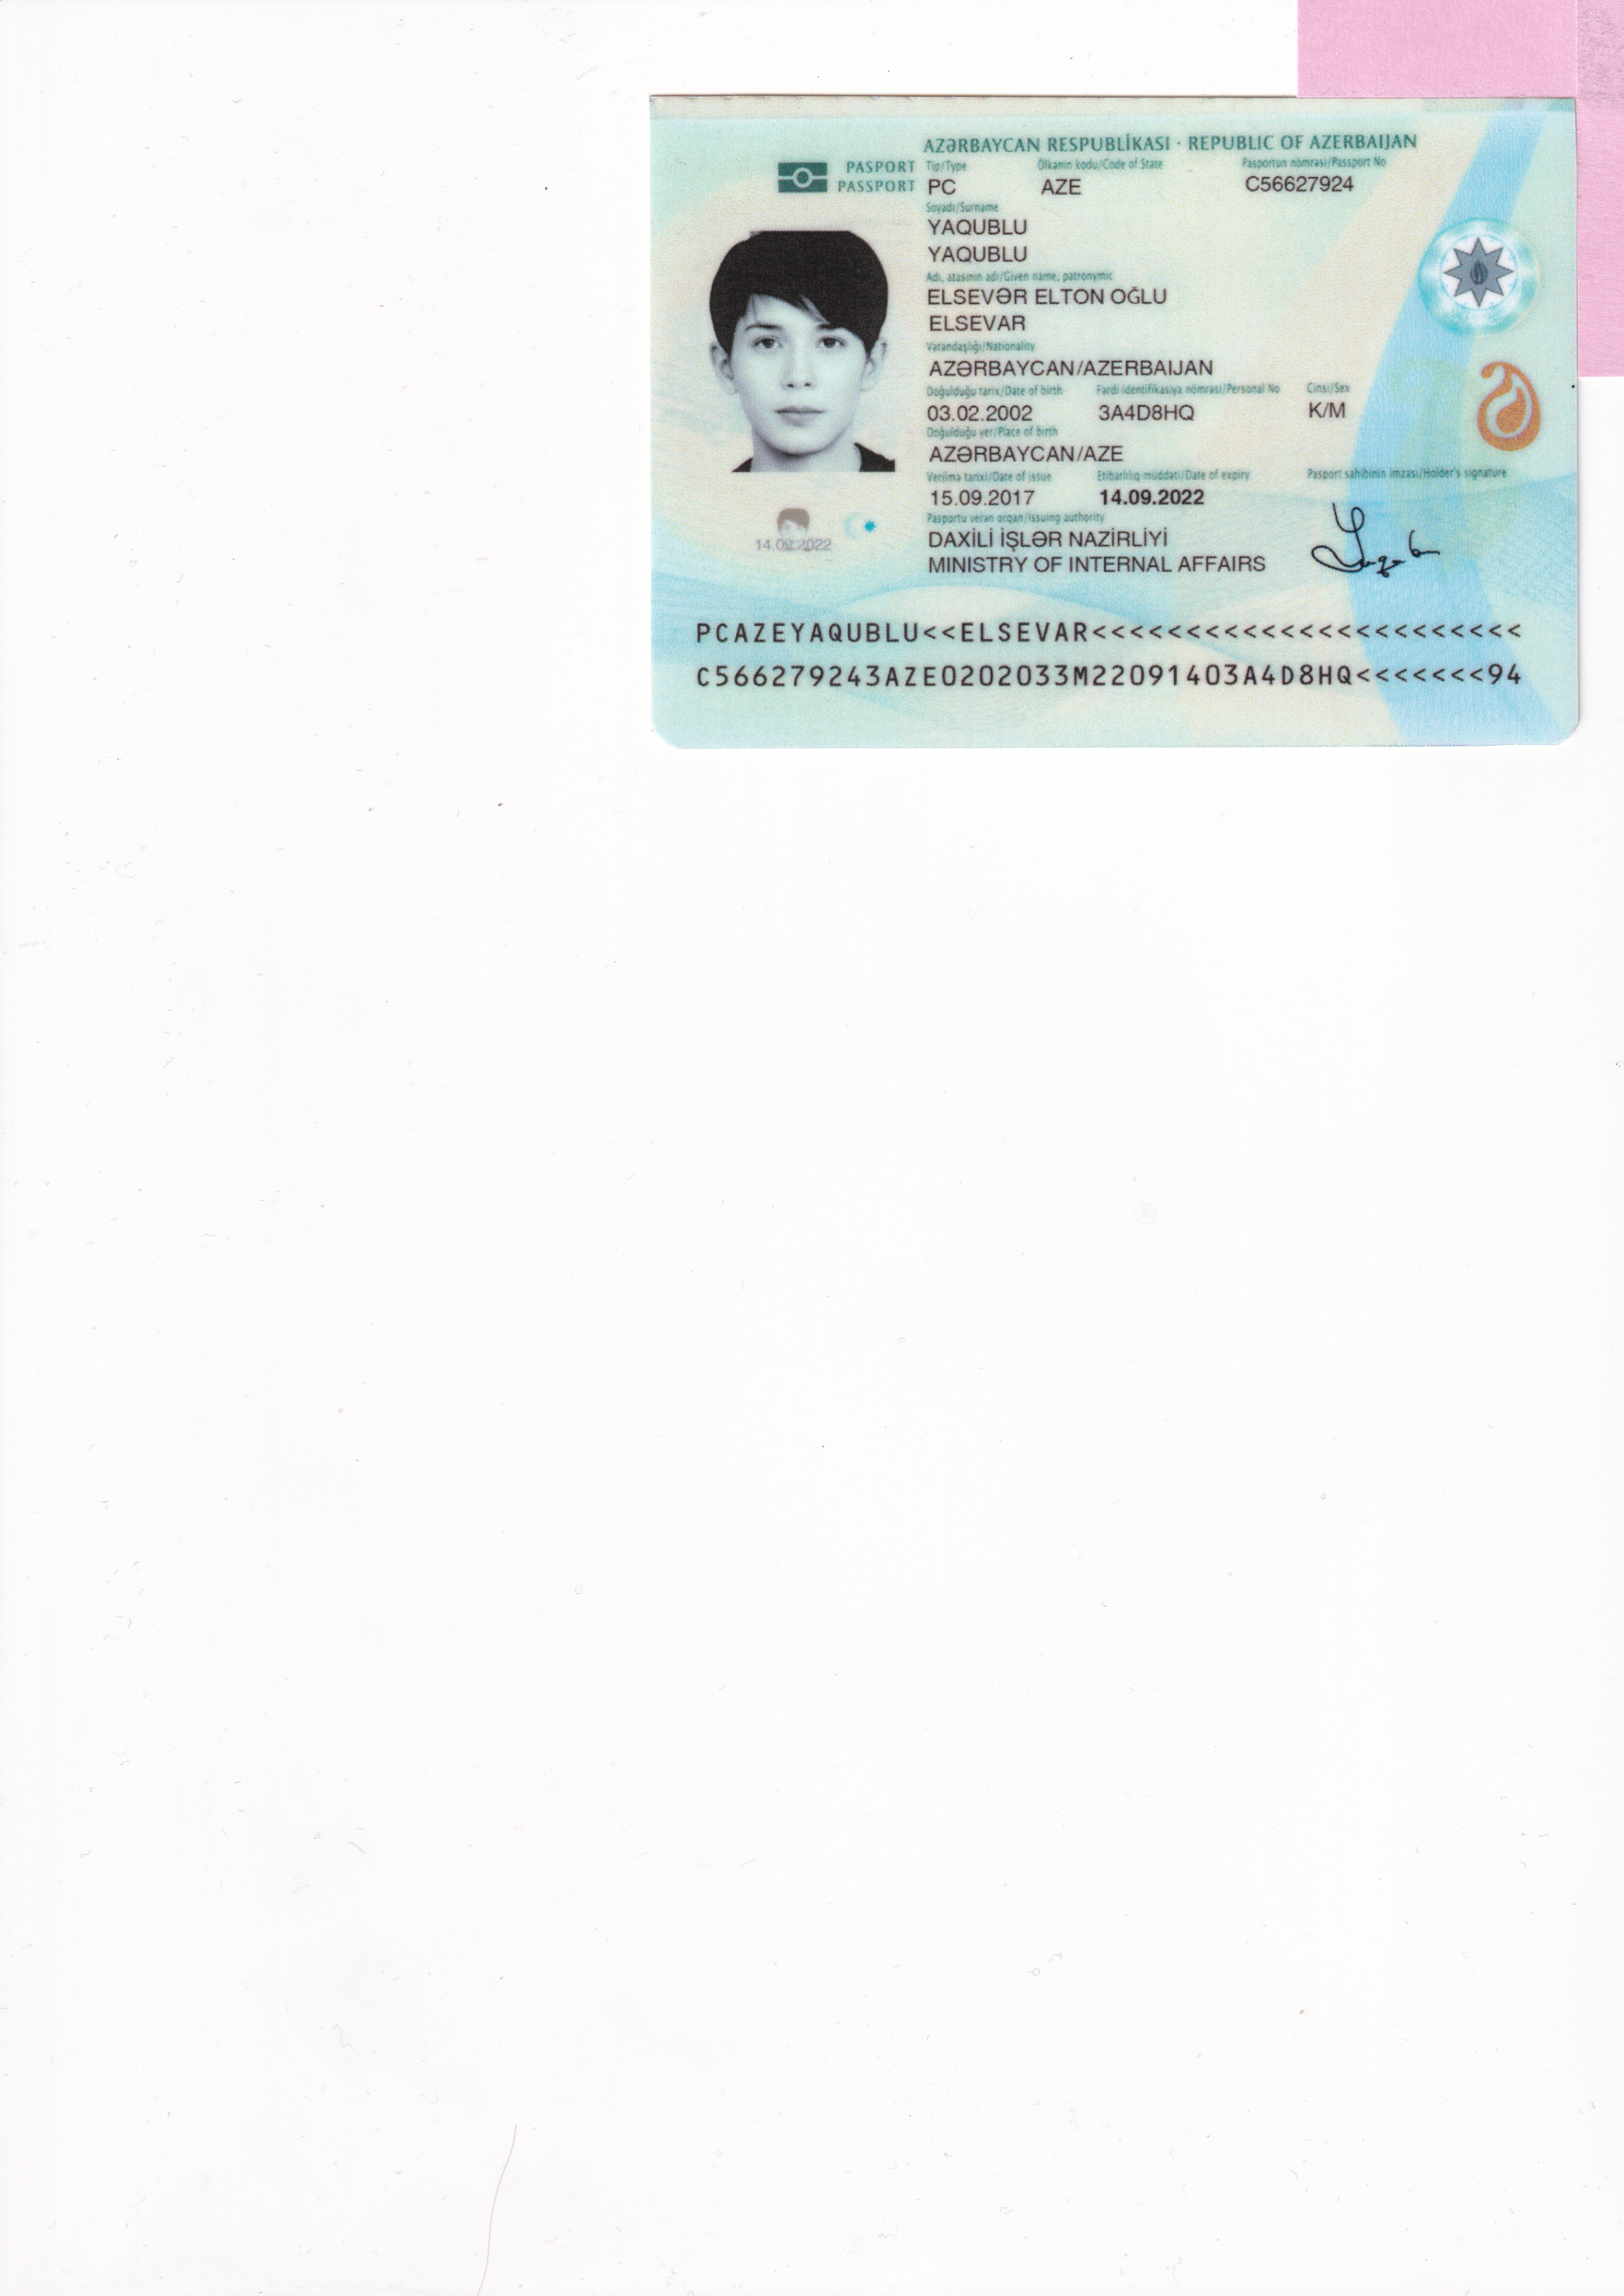 AZƏRBAYCAN RESPUBLİKASI · REPUBLIC OF AZERBAIJAN
PASPORT
PASSPORT
Tip/Type Ölkənin kodu/Code of State Pasportun nömrəsi/Passport No
PC AZE C56627924
Soyadı/Surname
YAQUBLU
YAQUBLU
Adı, atasının adı/Given name, patronymic
ELSEVƏR ELTON OĞLU
ELSEVAR
Vətəndaşlığı/Nationality
AZƏRBAYCAN/AZERBAIJAN
Doğulduğu tarix/Date of birth Fərdi identifikasiya nömrəsi/Personal No Cinsi/Sex
03.02.2002 3A4D8HQ K/M
Doğulduğu yer/Place of birth
AZƏRBAYCAN/AZE
Verilmə tarixi/Date of issue Etibarlılıq müddəti/Date of expiry Pasport sahibinin imzası/Holder's signature
15.09.2017 14.09.2022
Pasportu verən orqan/Issuing authority
DAXİLİ İŞLƏR NAZİRLİYİ
MINISTRY OF INTERNAL AFFAIRS
14.09.2022
PCAZEYAQUBLU<<ELSEVAR<<<<<<<<<<<<<<<<<<<<<<<
C566279243AZE0202033M22091403A4D8HQ<<<<<<<94